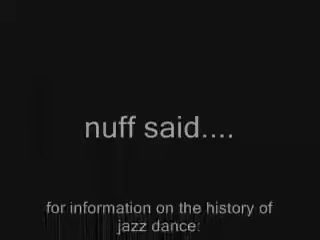 nuff said....
for information on the history of
jazz dance: